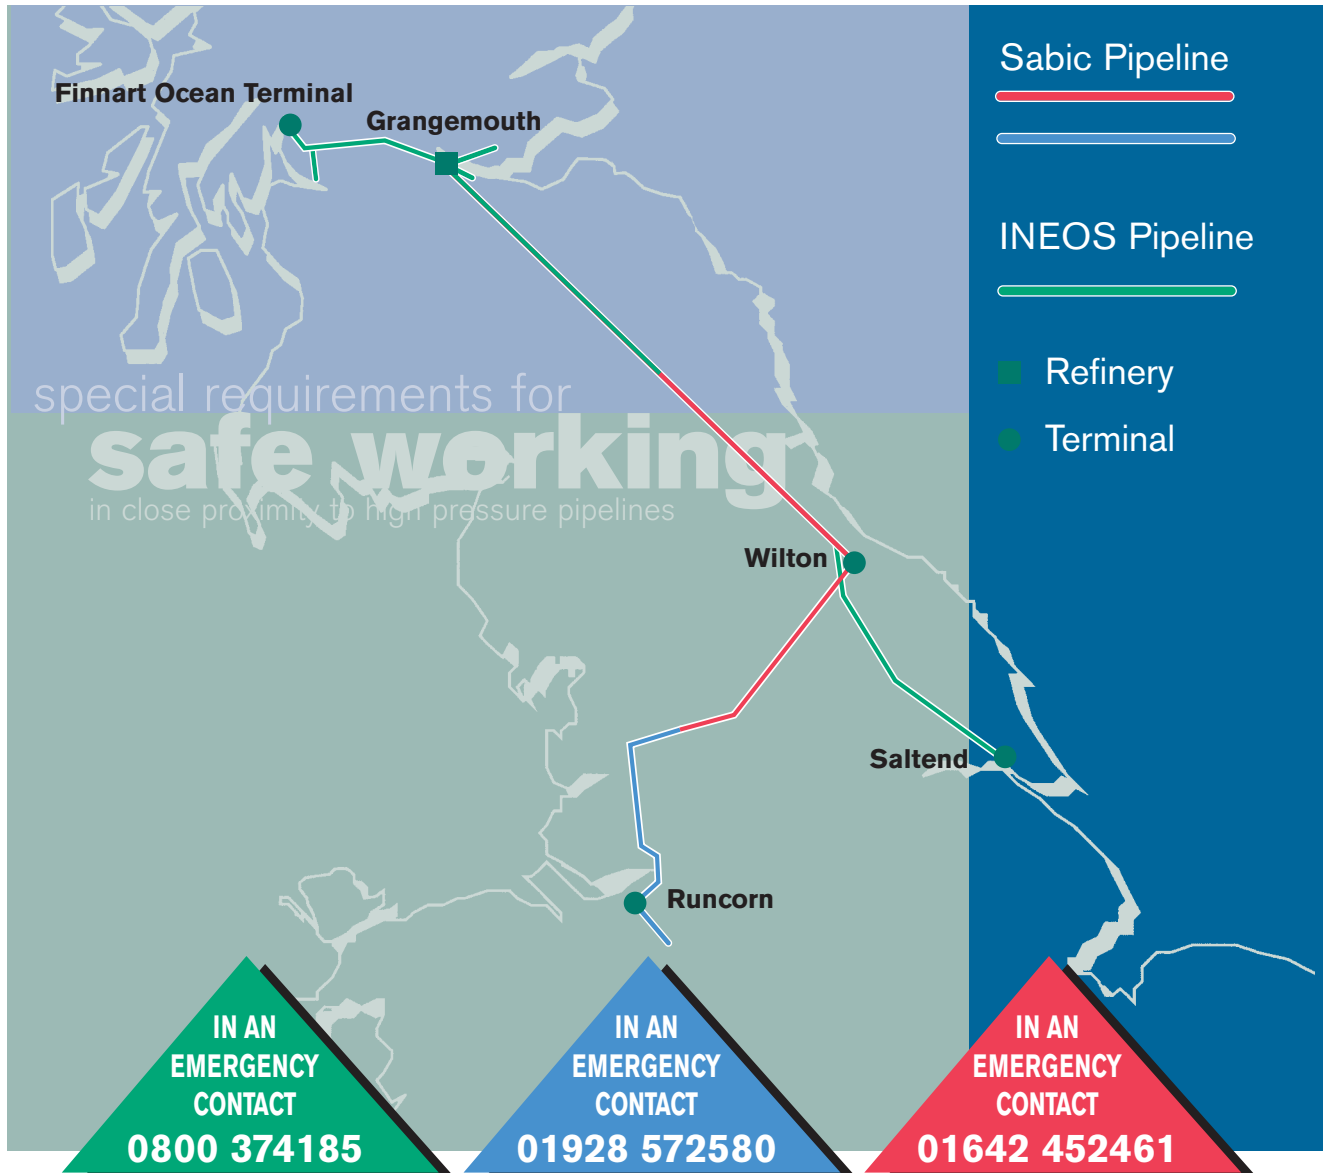 Finnart Ocean Terminal
Grangemouth
Sabic Pipeline
INEOS Pipeline
Refinery
Terminal
special requirements for
safe working
in close proximity to high pressure pipelines
Wilton
Saltend
Runcorn
IN AN
EMERGENCY
CONTACT
0800 374185
IN AN
EMERGENCY
CONTACT
01928 572580
IN AN
EMERGENCY
CONTACT
01642 452461